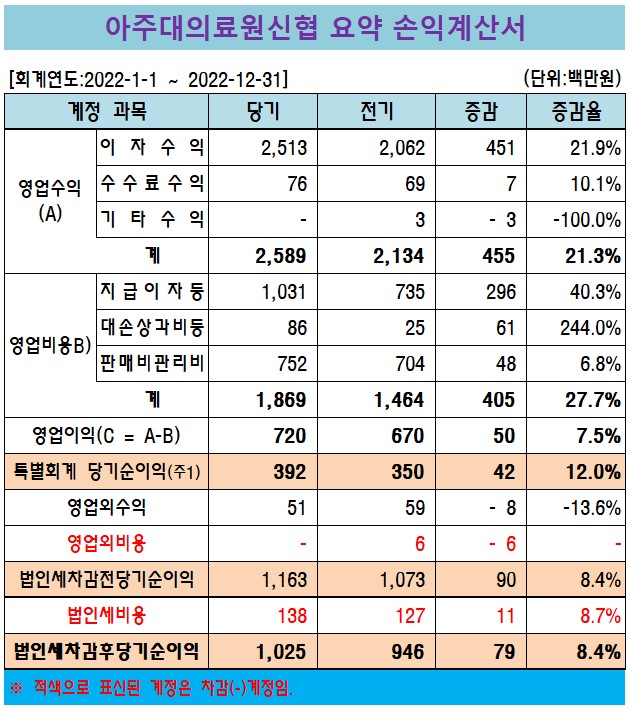 아주대의료원신협 요약 손익계산서
[회계연도:2022-1-1 ~ 2022-12-31] (단위:백만원)
계정 과목 당기 전기 증감 증감율
영업수익(A) 이 자 수 익 2,513 2,062 451 21.9%
수수료수익 76 69 7 10.1%
기 타 수 익 - 3 - 3 -100.0%
계 2,589 2,134 455 21.3%
영업비용B) 지급이자등 1,031 735 296 40.3%
대손상각비등 86 25 61 244.0%
판매비관리비 752 704 48 6.8%
계 1,869 1,464 405 27.7%
영업이익(C = A-B) 720 670 50 7.5%
특별회계 당기순이익(주1) 392 350 42 12.0%
영업외수익 51 59 - 8 -13.6%
영업외비용 - 6 - 6 -
법인세차감전당기순이익 1,163 1,073 90 8.4%
법인세비용 138 127 11 8.7%
법인세차감후당기순이익 1,025 946 79 8.4%
※ 적색으로 표신된 계정은 차감(-)계정임.